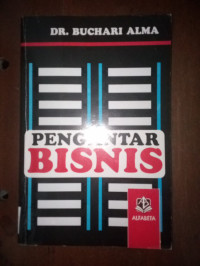 DR. BUCHARI ALMA
PENGANTAR
BISNIS
ALFABETA